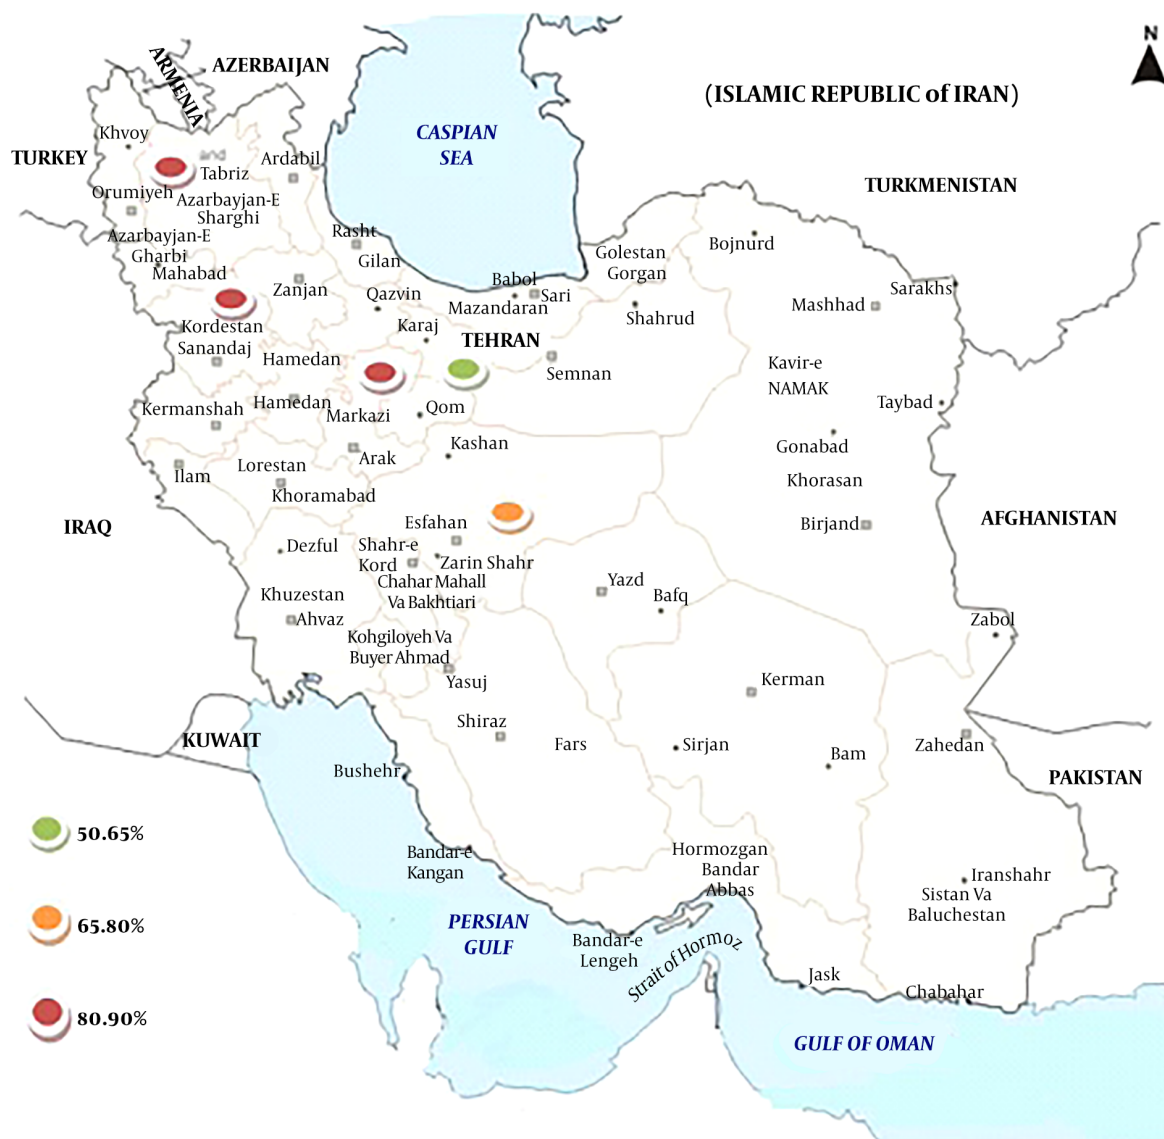 N
AZERBAIJAN
ARMENIA
(ISLAMIC REPUBLIC of IRAN)
Khvoy
CASPIAN
SEA
TURKEY
and
Ardabil
Tabriz
TURKMENISTAN
Orumiyeh
Azarbayjan-E
Sharghi
Azarbayjan-E
Gharbi
Mahabad
Rasht
Gilan
Golestan
Gorgan
Bojnurd
Zanjan
Qazvin
Babol
Sari
Mazandaran
Sarakhs
Mashhad
Shahrud
Kordestan
Karaj
TEHRAN
Sanandaj
Hamedan
Semnan
Kavir-e
NAMAK
Kermanshah
Hamedan
Markazi
Qom
Taybad
Kashan
Gonabad
Ilam
Lorestan
Arak
Khoramabad
Khorasan
IRAQ
Esfahan
Birjand
AFGHANISTAN
Dezful
Shahr-e
Kord
Zarin Shahr
Chahar Mahall
Va Bakhtiari
Yazd
Bafq
Khuzestan
Ahvaz
Zabol
Kohgiloyeh Va
Buyer Ahmad
Yasuj
Kerman
Shiraz
Fars
Sirjan
Bam
Zahedan
KUWAIT
Bushehr
PAKISTAN
50.65%
Bandar-e
Kangan
Hormozgan
Bandar
Abbas
Iranshahr
Sistan Va
Baluchestan
65.80%
PERSIAN
GULF
Bandar-e
Lengeh
Strait of Hormoz
Jask
Chabahar
80.90%
GULF OF OMAN